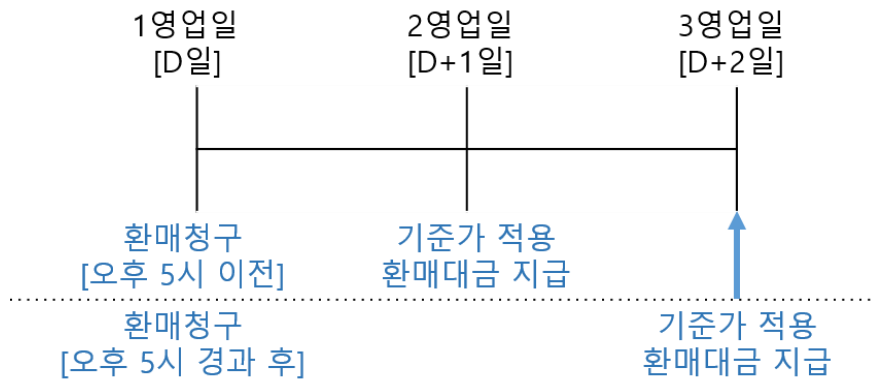 1영업일
[D일]
2영업일
[D+1일]
3영업일
[D+2일]
환매청구
[오후 5시 이전]
기준가 적용
환매대금 지급
환매청구
[오후 5시 경과 후]
기준가 적용
환매대금 지급